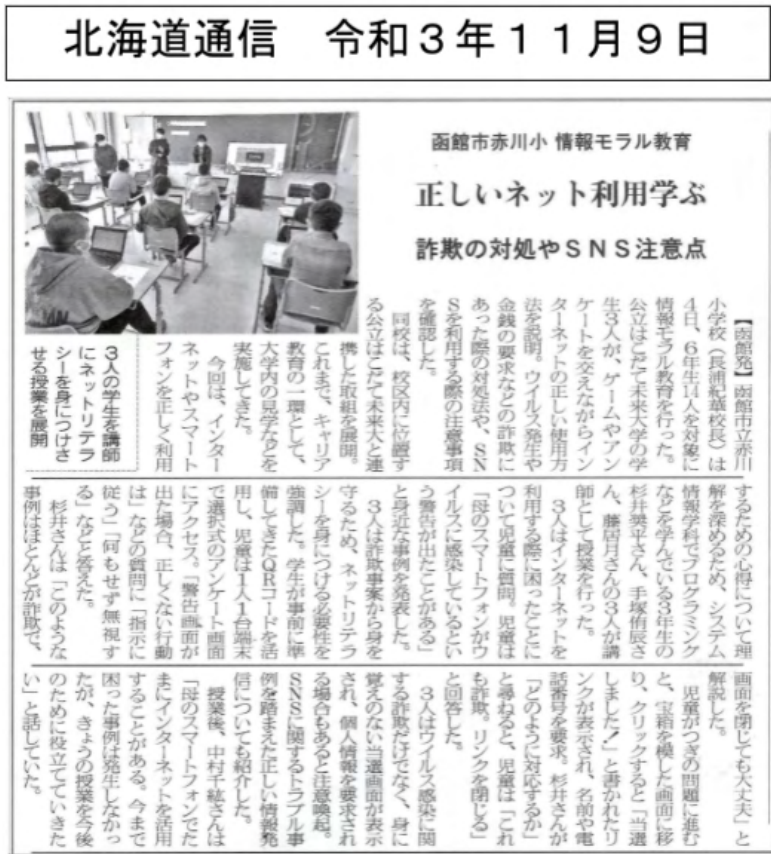 北海道通信　令和3年11月9日
函館市赤川小 情報モラル教育
正しいネット利用学ぶ
詐欺の対処やSNS注意点
【函館発】函館市立赤川
小学校（長浦紀華校長）は
4日、6年生14人を対象に
情報モラル教育を行った。
公立はこだて未来大学の学
生3人が、ゲームやアン
ケートを交えながらイン
ターネットの正しい使用方
法を説明。ウイルス発生や
金銭の要求などの詐欺に
あった際の対処法や、SN
Sを利用する際の注意事項
を確認した。
同校は、校区内に位置す
る公立はこだて未来大と連
携した取組を展開。
これまで、キャリア
教育の一環として、
大学内の見学などを
実施してきた。
今回は、インター
ネットやスマート
フォンを正しく利用
3人の学生を講師
にネットリテラ
シーを身につけさ
せる授業を展開
するための心得について理
解を深めるため、システム
情報学科でプログラミング
などを学んでいる3年生の
杉井奨平さん、手塚侑辰さ
ん、藤居月さんの3人が講
師として授業を行った。
3人はインターネットを
利用する際に困ったことに
ついて児童に質問。児童は
「母のスマートフォンがウ
イルスに感染しているとい
う警告が出たことがある」
と身近な事例を発表した。
3人は詐欺事案から身を
守るため、ネットリテラ
シーを身につける必要性を
強調した。学生が事前に準
備してきたQRコードを活
用し、児童は1人1台端末
で選択式のアンケート画面
にアクセス。「警告画面が
出た場合、正しくない行動
は」などの質問に「指示に
従う」「何もせず無視す
る」などと答えた。
杉井さんは「このような
事例はほとんどが詐欺で、
画面を閉じても大丈夫」と
解説した。
児童がつぎの問題に進む
と、宝箱を模した画面に移
り、クリックすると「当選
しました！」と書かれたリ
ンクが表示され、名前や電
話番号を要求。杉井さんが
「どのように対応するか」
と尋ねると、児童は「これ
も詐欺。リンクを閉じる」
と回答した。
3人はウイルス感染に関
する詐欺だけでなく、身に
覚えのない当選画面が表示
され、個人情報を要求され
る場合もあると注意喚起。
SNSに関するトラブル事
例を踏まえた正しい情報発
信についても紹介した。
授業後、中村千紘さんは
「母のスマートフォンでた
まにインターネットを活用
することがある。今まで
困った事例は発生しなかっ
たが、きょうの授業を今後
のために役立てていきた
い」と話していた。